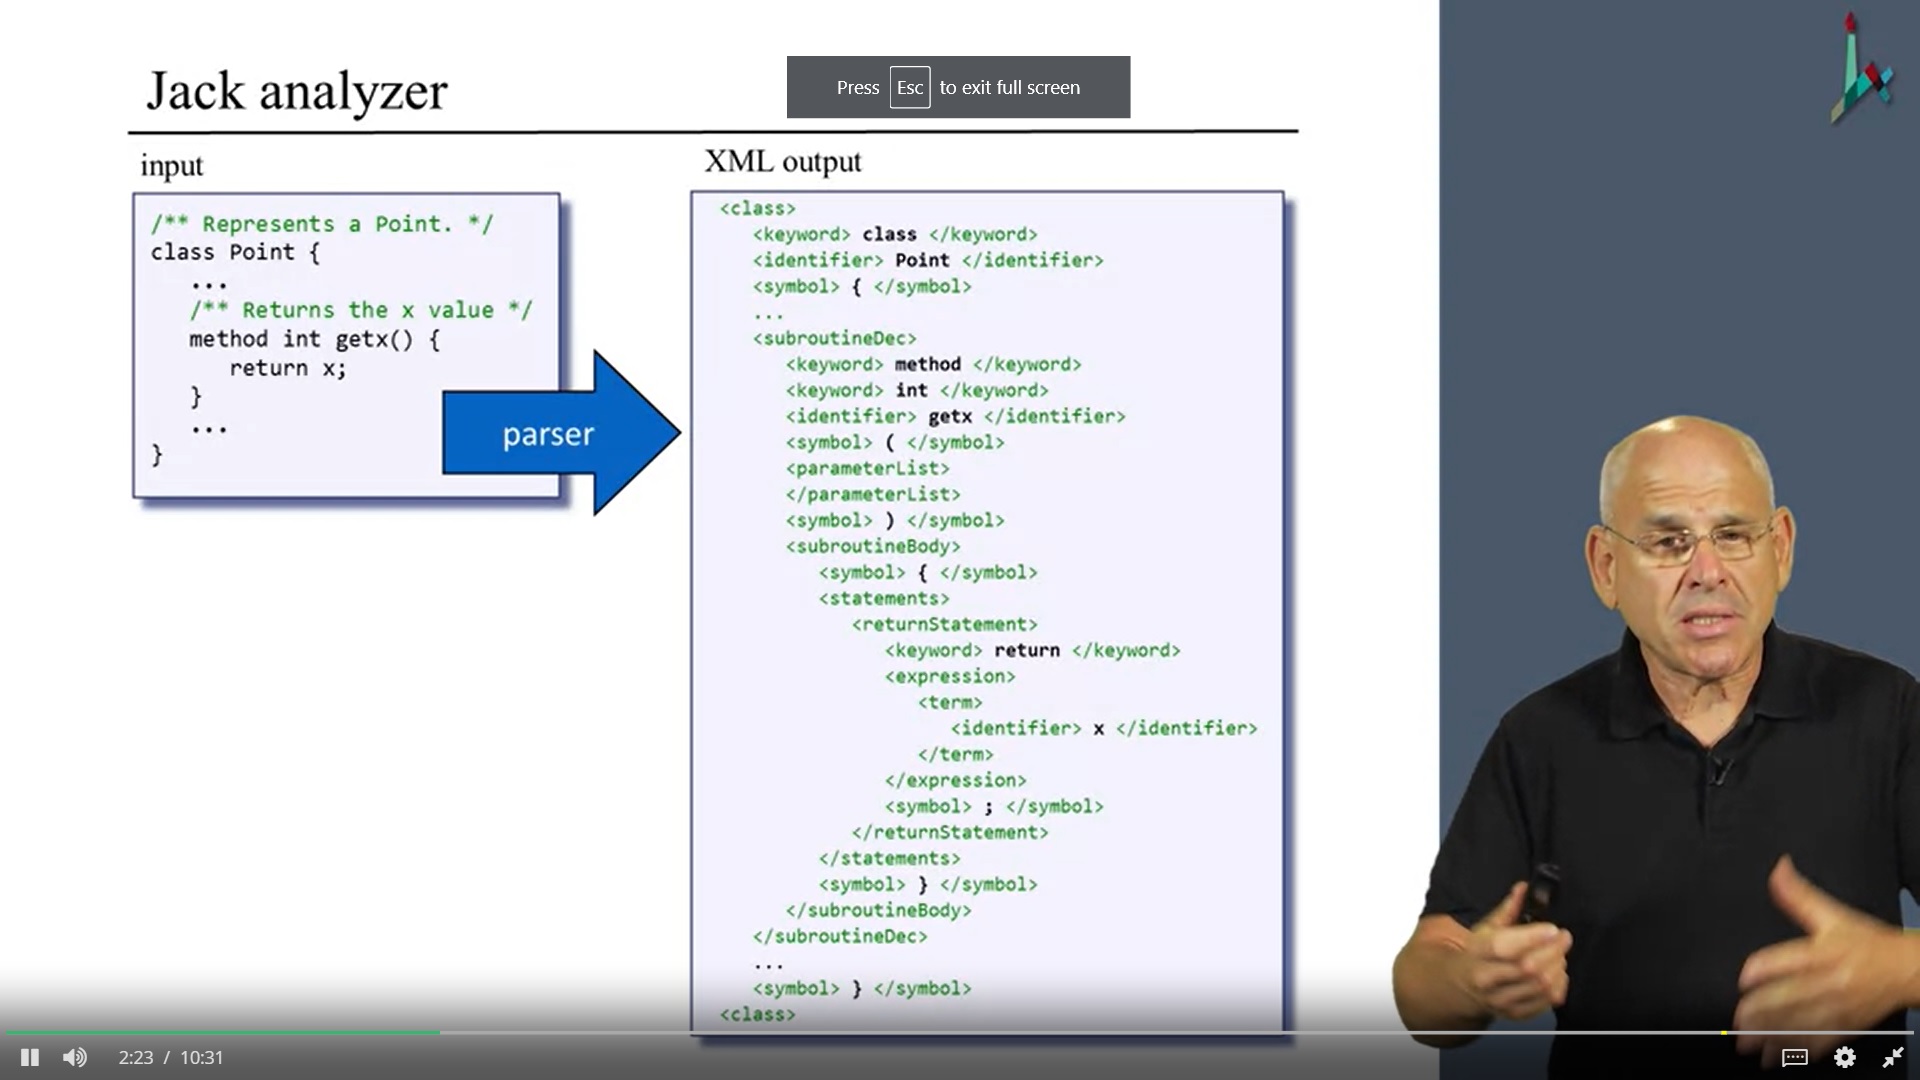 Jack analyzer
Press Esc to exit full screen
input
/** Represents a Point. */
class Point {
...
/** Returns the x value */
method int getx() {
return x;
}
...
}
parser
XML output
<class>
<keyword> class </keyword>
<identifier> Point </identifier>
<symbol> { </symbol>
...
<subroutineDec>
<keyword> method </keyword>
<keyword> int </keyword>
<identifier> getx </identifier>
<symbol> ( </symbol>
<parameterList>
</parameterList>
<symbol> ) </symbol>
<subroutineBody>
<symbol> { </symbol>
<statements>
<returnStatement>
<keyword> return </keyword>
<expression>
<term>
<identifier> x </identifier>
</term>
</expression>
<symbol> ; </symbol>
</returnStatement>
</statements>
<symbol> } </symbol>
</subroutineBody>
</subroutineDec>
...
<symbol> } </symbol>
<class>
2:23 / 10:31